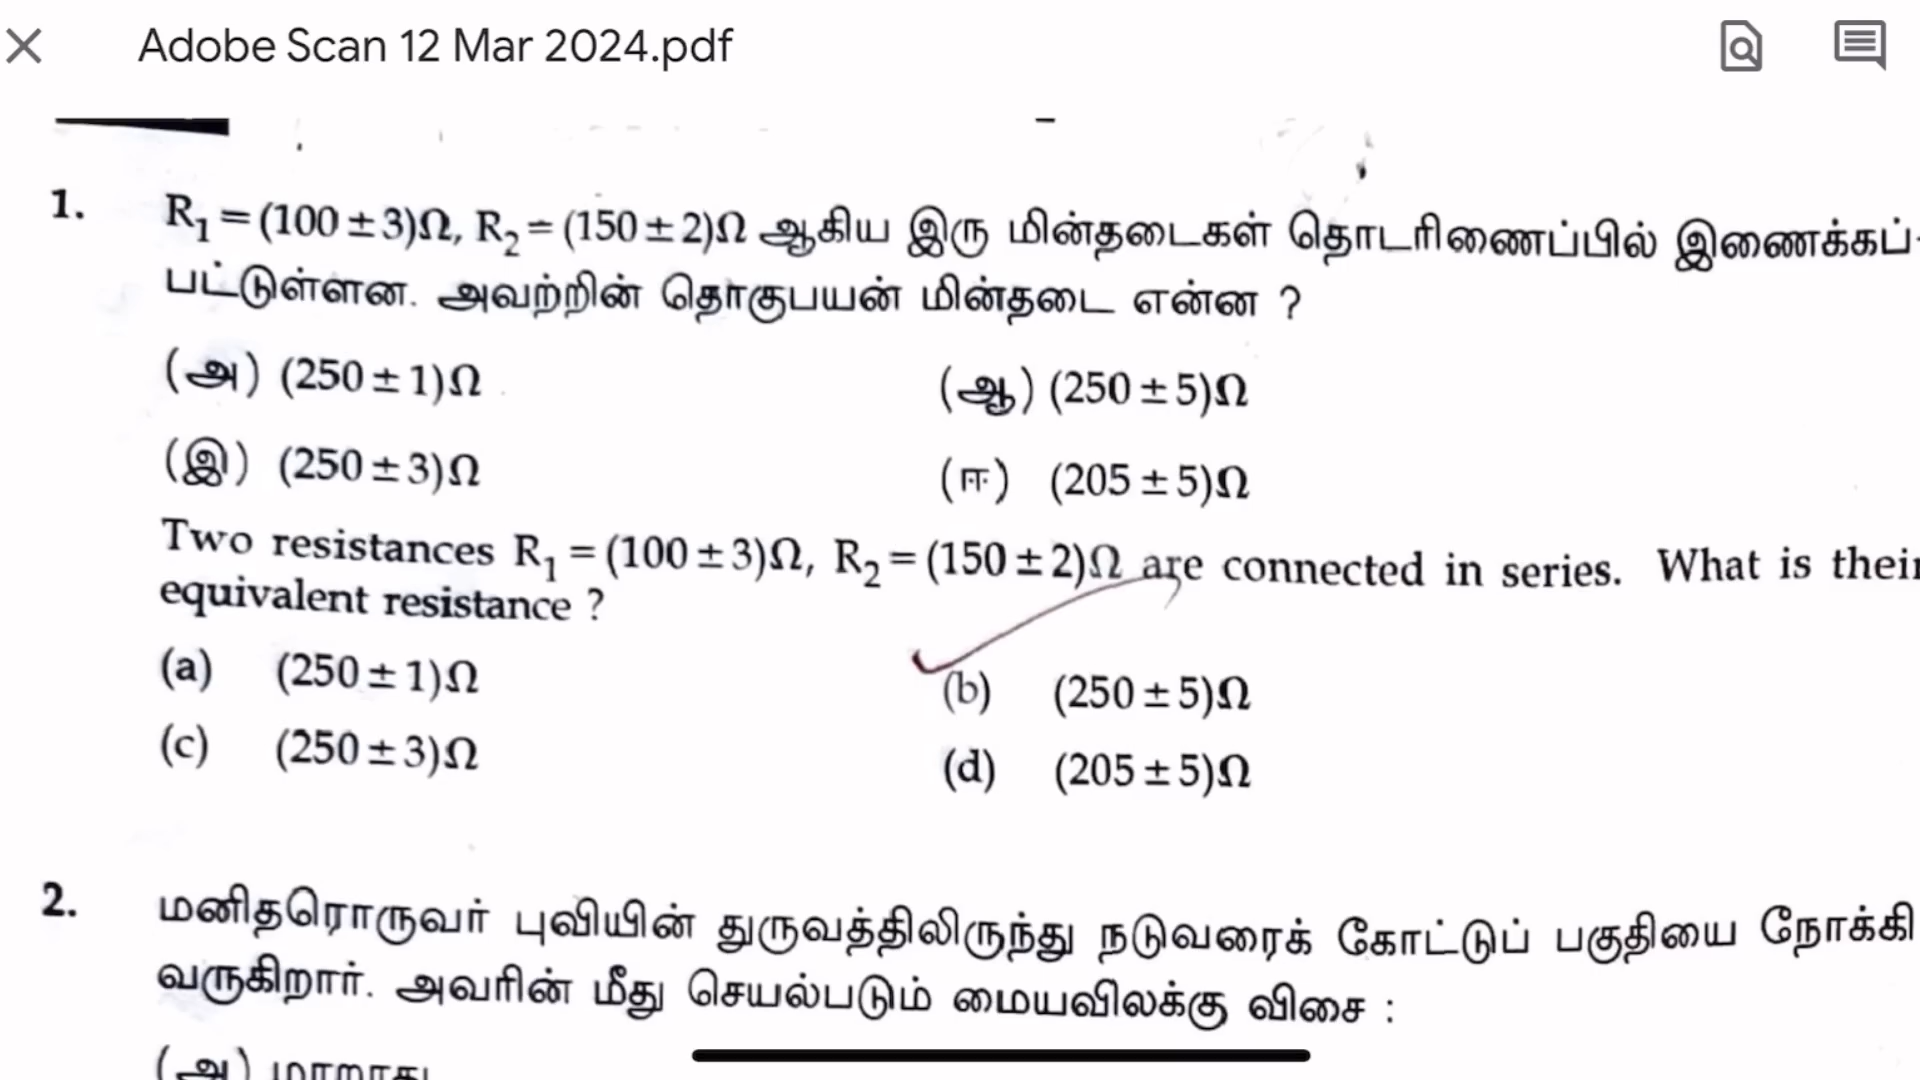 Adobe Scan 12 Mar 2024.pdf
1. R₁ = (100 ± 3)Ω, R₂ = (150 ± 2)Ω ஆகிய இரு மின்தடைகள் தொடரிணைப்பில் இணைக்கப்-
பட்டுள்ளன. அவற்றின் தொகுபயன் மின்தடை என்ன ?
(அ) (250 ± 1)Ω (ஆ) (250 ± 5)Ω
(இ) (250 ± 3)Ω (ஈ) (205 ± 5)Ω
Two resistances R₁ = (100 ± 3)Ω, R₂ = (150 ± 2)Ω are connected in series. What is their
equivalent resistance ?
(a) (250 ± 1)Ω (b) (250 ± 5)Ω
(c) (250 ± 3)Ω (d) (205 ± 5)Ω
2. மனிதரொருவர் புவியின் துருவத்திலிருந்து நடுவரைக் கோட்டுப் பகுதியை நோக்கி
வருகிறார். அவரின் மீது செயல்படும் மையவிலக்கு விசை :
(அ) மாறாது